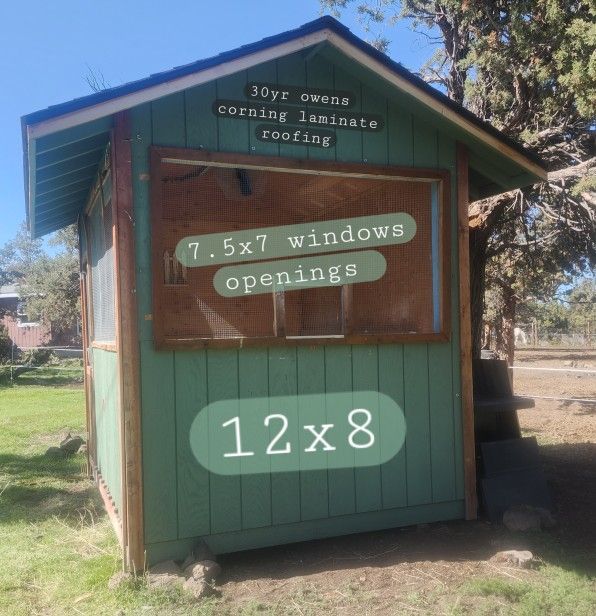 30yr owens
corning laminate
roofing
7.5x7 windows
openings
12x8